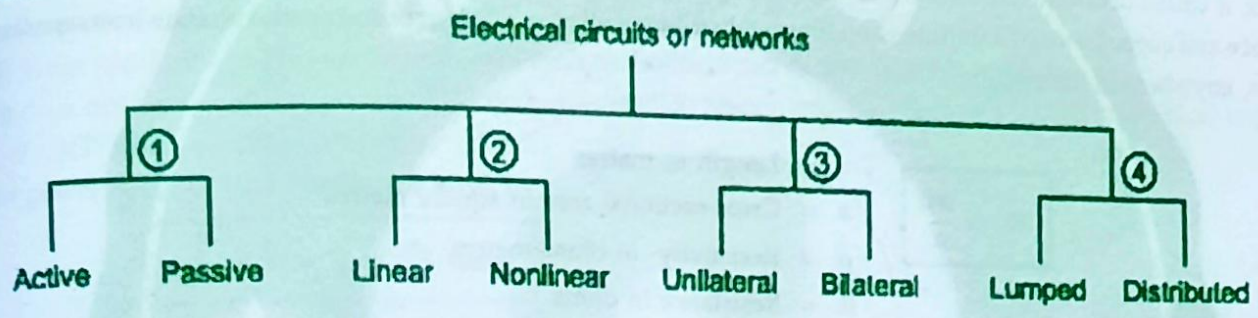 Electrical circuits or networks
1 2 3 4
Active Passive Linear Nonlinear Unilateral Bilateral Lumped Distributed